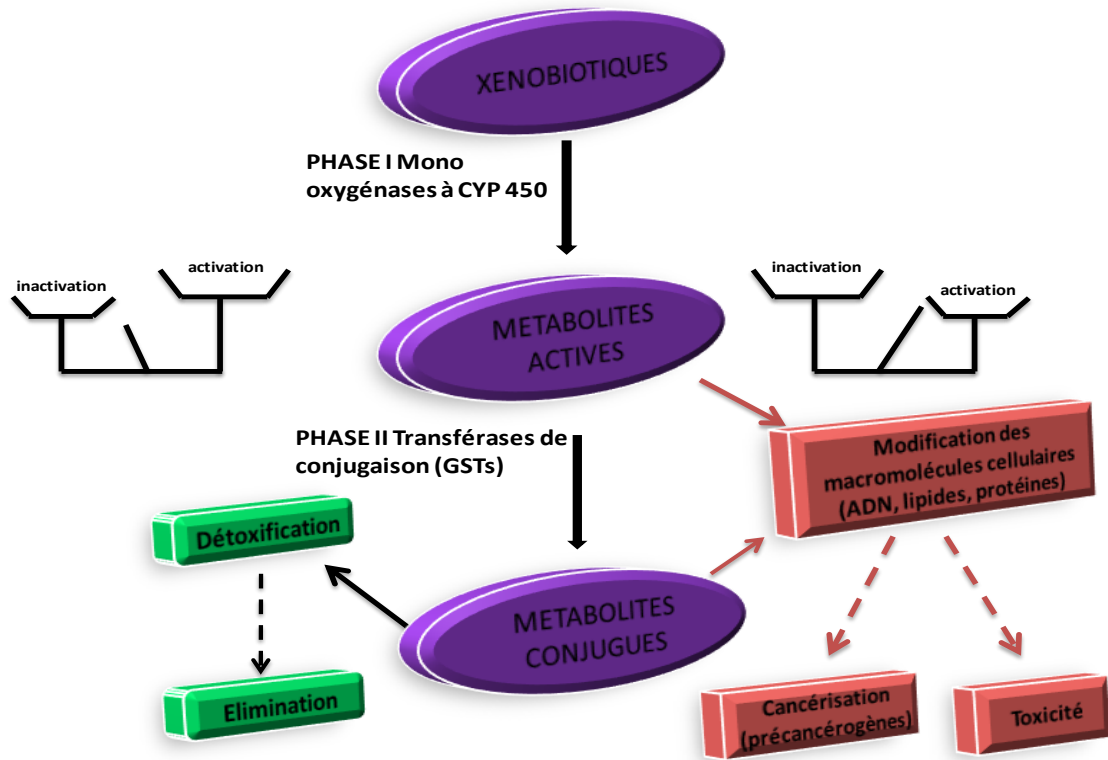 XENOBIOTIQUES
PHASE I Mono
oxygénases à CYP 450
activation
inactivation
inactivation
activation
METABOLITES
ACTIVES
PHASE II Transférases de
conjugaison (GSTs)
Modification des
macromolécules cellulaires
(ADN, lipides, protéines)
Détoxification
METABOLITES
CONJUGUES
Elimination
Cancérisation
(précancérogènes)
Toxicité